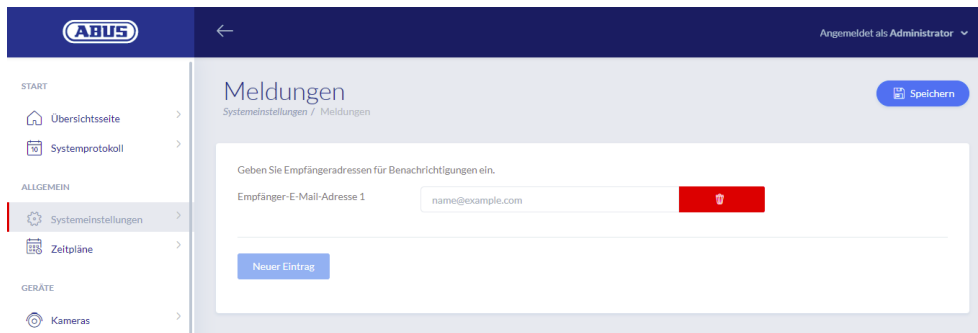 ABUS
Angemeldet als Administrator
START
Übersichtsseite
10 Systemprotokoll
ALLGEMEIN
Systemeinstellungen
Zeitpläne
GERÄTE
Kameras
Meldungen
Speichern
Systemeinstellungen / Meldungen
Geben Sie Empfängeradressen für Benachrichtigungen ein.
Empfänger-E-Mail-Adresse 1
name@example.com
Neuer Eintrag